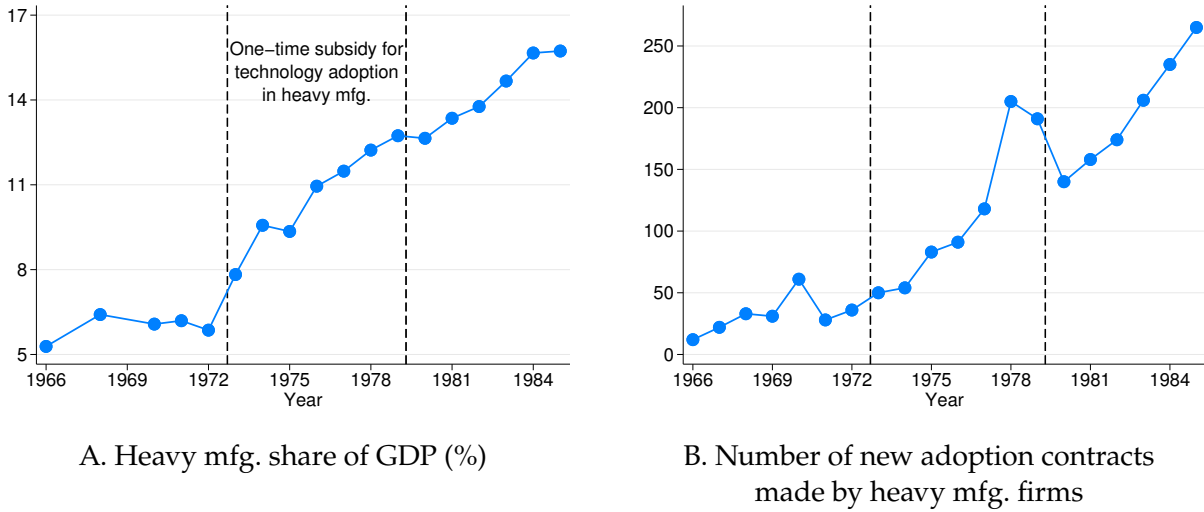 17
14
11
8
5
One−time subsidy for
technology adoption
in heavy mfg.
1966 1969 1972 1975 1978 1981 1984
Year
A. Heavy mfg. share of GDP (%)
250
200
150
100
50
0
1966 1969 1972 1975 1978 1981 1984
Year
B. Number of new adoption contracts
made by heavy mfg. firms